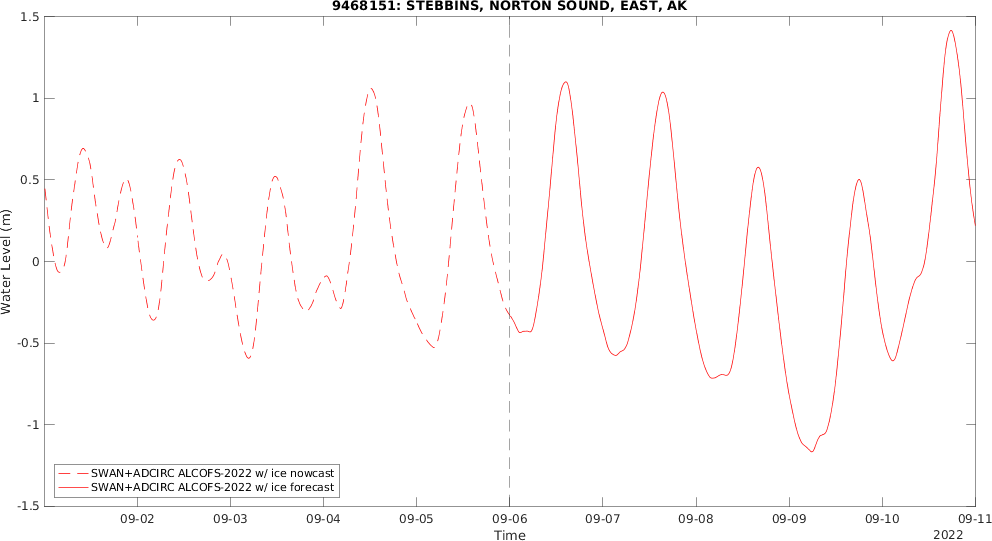 9468151: STEBBINS, NORTON SOUND, EAST, AK
1.5
1
0.5
0
-0.5
-1
-1.5
Water Level (m)
SWAN+ADCIRC ALCOFS-2022 w/ ice nowcast
SWAN+ADCIRC ALCOFS-2022 w/ ice forecast
09-02 09-03 09-04 09-05 09-06 09-07 09-08 09-09 09-10 09-11
Time
2022